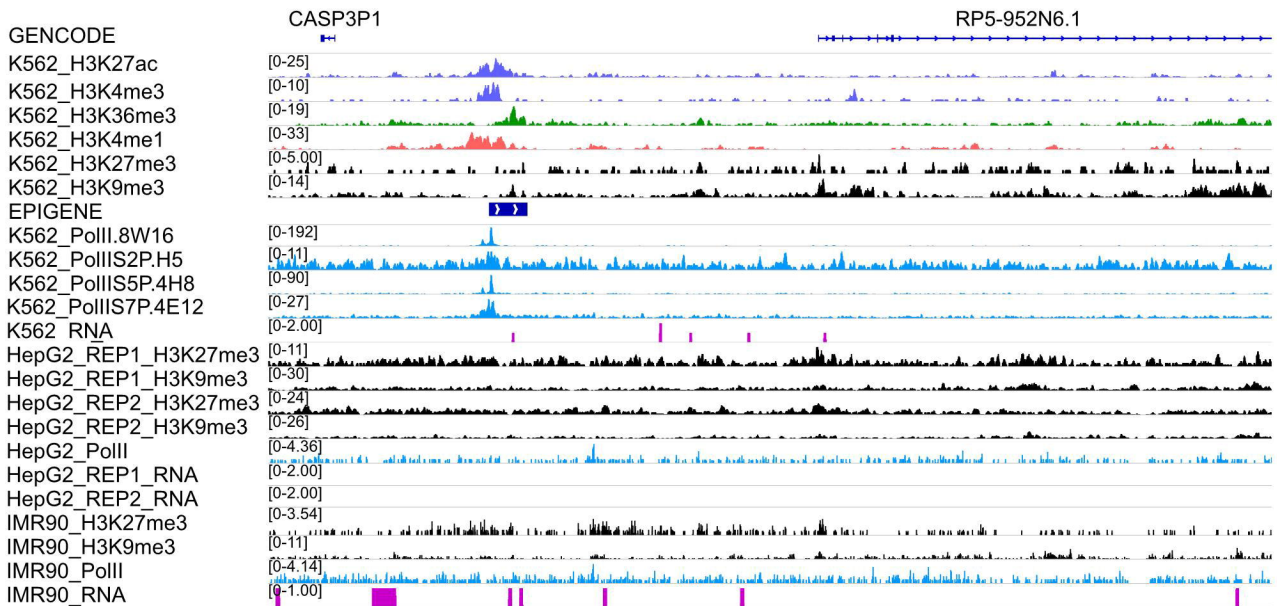 CASP3P1 RP5-952N6.1
GENCODE
K562_H3K27ac [0-25]
K562_H3K4me3 [0-10]
K562_H3K36me3 [0-19]
K562_H3K4me1 [0-33]
K562_H3K27me3 [0-5.00]
K562_H3K9me3 [0-14]
EPIGENE
K562_PolII.8W16 [0-192]
K562_PolIIS2P.H5 [0-11]
K562_PolIIS5P.4H8 [0-90]
K562_PolIIS7P.4E12 [0-27]
K562_RNA [0-2.00]
HepG2_REP1_H3K27me3 [0-11]
HepG2_REP1_H3K9me3 [0-30]
HepG2_REP2_H3K27me3 [0-24]
HepG2_REP2_H3K9me3 [0-26]
HepG2_PolII [0-4.36]
HepG2_REP1_RNA [0-2.00]
HepG2_REP2_RNA [0-2.00]
IMR90_H3K27me3 [0-3.54]
IMR90_H3K9me3 [0-11]
IMR90_PolII [0-4.14]
IMR90_RNA [0-1.00]